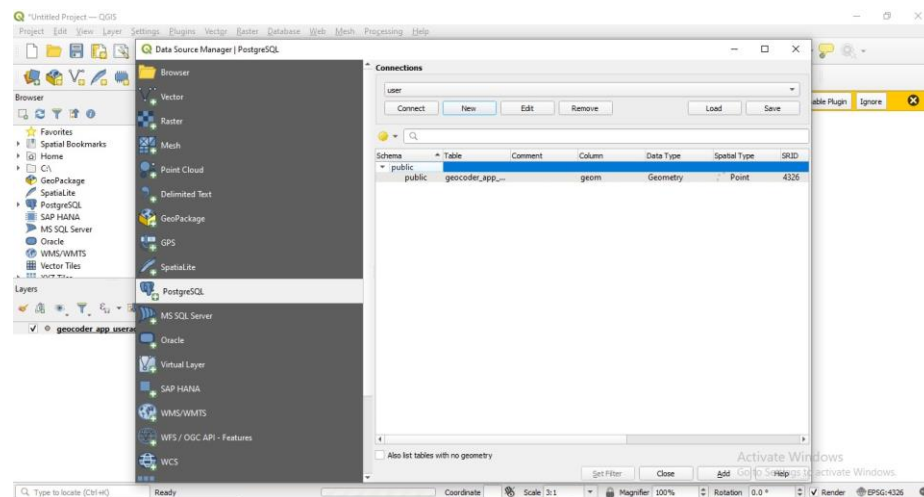 *Untitled Project — QGIS
Project Edit View Layer Settings Plugins Vector Raster Database Web Mesh Processing Help
Data Source Manager | PostgreSQL
Browser
Vector
Raster
Mesh
Point Cloud
Delimited Text
GeoPackage
GPS
SpatiaLite
PostgreSQL
MS SQL Server
Oracle
Virtual Layer
SAP HANA
WMS/WMTS
WFS / OGC API - Features
WCS
Connections
user
Connect New Edit Remove Load Save
Schema Table Comment Column Data Type Spatial Type SRID
public
public geocoder_app_... geom Geometry Point 4326
Also list tables with no geometry
Set Filter Close Add Help
Activate Windows
Go to Settings to activate Windows.
able Plugin Ignore
Browser
Favorites
Spatial Bookmarks
Home
C:\
GeoPackage
SpatiaLite
PostgreSQL
SAP HANA
MS SQL Server
Oracle
WMS/WMTS
Vector Tiles
XYZ Tiles
Layers
geocoder_app_usera
Type to locate (Ctrl+K) Ready Coordinate Scale 3:1 Magnifier 100% Rotation 0.0 ° Render EPSG:4326